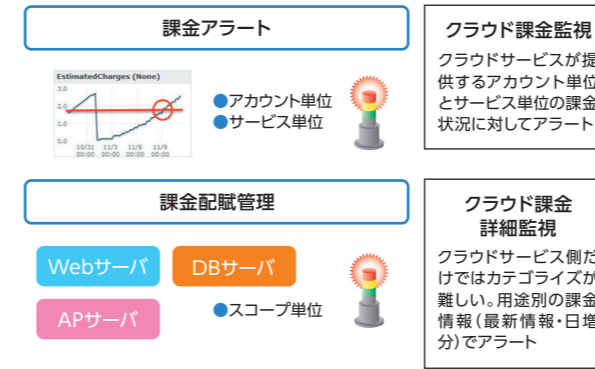 課金アラート
EstimatedCharges (None)
3.0
2.0
1.0
0.0
10/31 11/3 11/6 11/9
00:00 00:00 00:00 00:00
●アカウント単位
●サービス単位
クラウド課金監視
クラウドサービスが提
供するアカウント単位
とサービス単位の課金
状況に対してアラート
課金配賦管理
Webサーバ
DBサーバ
APサーバ
●スコープ単位
クラウド課金
詳細監視
クラウドサービス側だ
けではカテゴライズが
難しい。用途別の課金
情報(最新情報・日増
分)でアラート